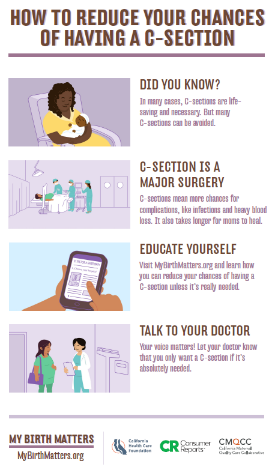 HOW TO REDUCE YOUR CHANCES
OF HAVING A C-SECTION
DID YOU KNOW?
In many cases, C-sections are life-
saving and necessary. But many
C-sections can be avoided.
C-SECTION IS A
MAJOR SURGERY
C-sections mean more chances for
complications, like infections and heavy blood
loss. It also takes longer for moms to heal.
EDUCATE YOURSELF
Visit MyBirthMatters.org and learn how
you can reduce your chances of having a
C-section unless it's really needed.
TALK TO YOUR DOCTOR
Your voice matters! Let your doctor know
that you only want a C-section if it's
absolutely needed.
MY BIRTH MATTERS
MyBirthMatters.org
California
Health Care
Foundation
CR Consumer
Reports
CMQCC
California Maternal
Quality Care Collaborative